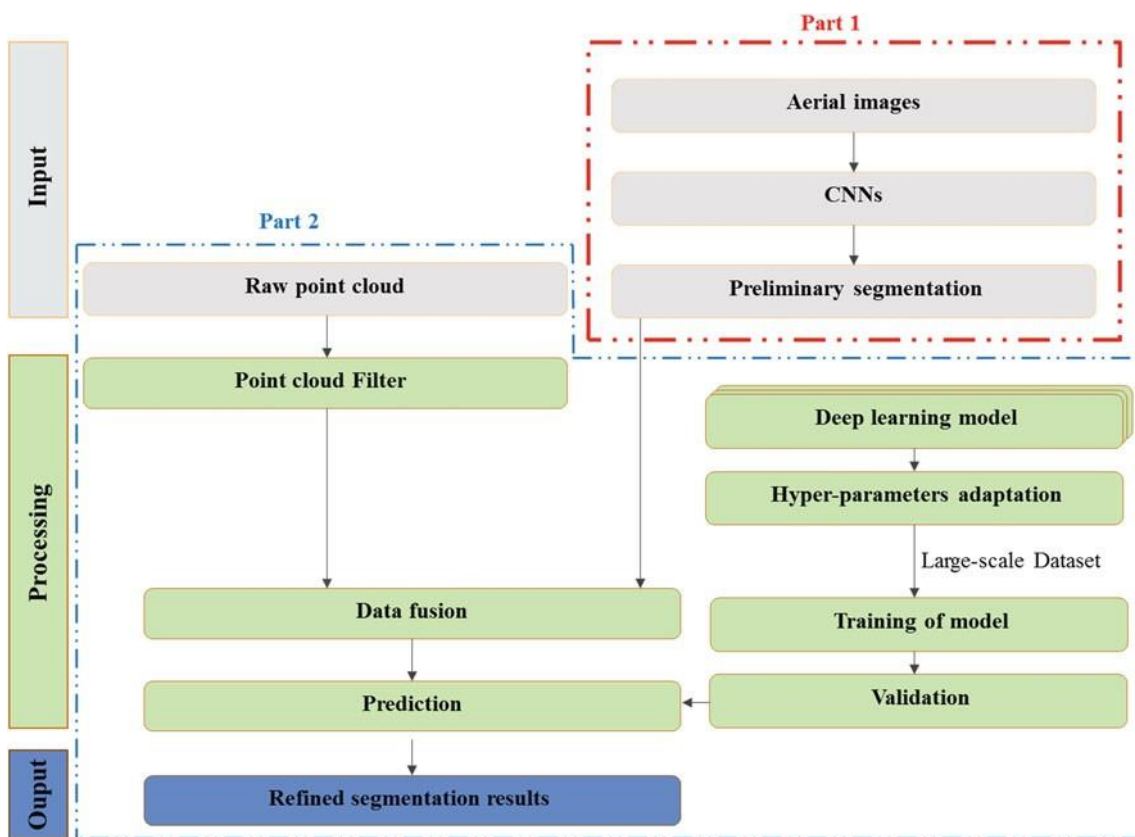 Part 1
Input
Aerial images
CNNs
Part 2
Raw point cloud
Preliminary segmentation
Processing
Point cloud Filter
Deep learning model
Hyper-parameters adaptation
Large-scale Dataset
Data fusion
Training of model
Prediction
Validation
Ouput
Refined segmentation results